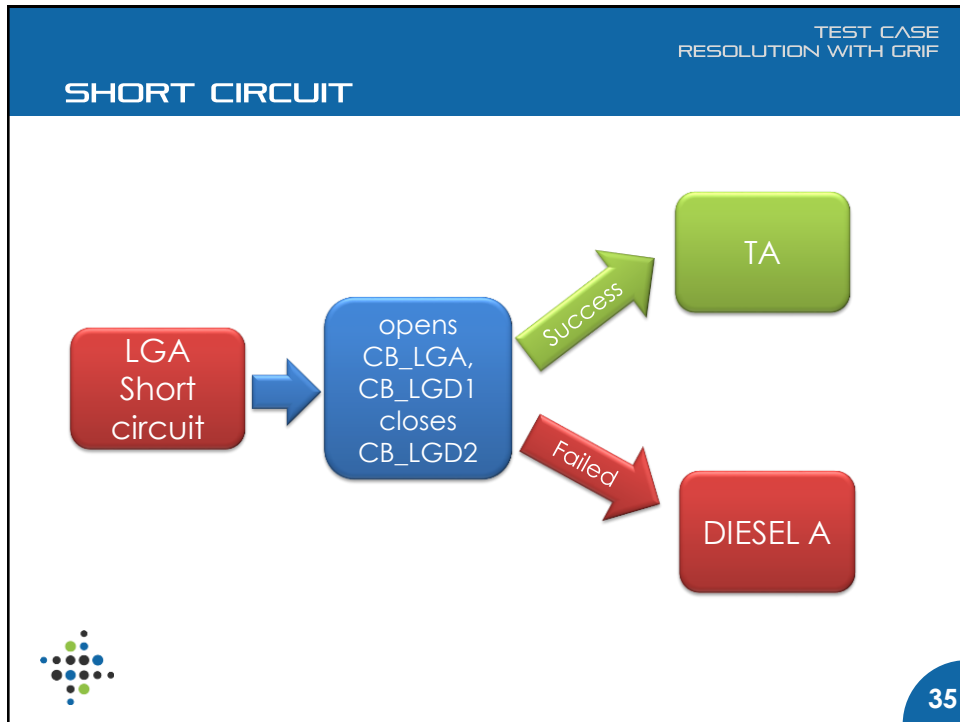 TEST CASE
RESOLUTION WITH GRIF
SHORT CIRCUIT
LGA
Short
circuit
opens
CB_LGA,
CB_LGD1
closes
CB_LGD2
Success
TA
Failed
DIESEL A
35